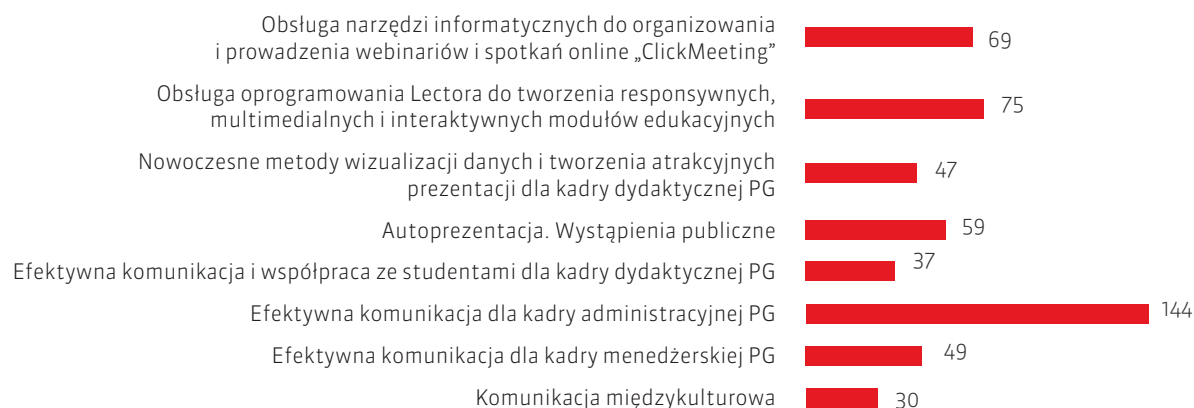 Obsługa narzędzi informatycznych do organizowania
i prowadzenia webinariów i spotkań online „ClickMeeting”
69
Obsługa oprogramowania Lectora do tworzenia responsywnych,
multimedialnych i interaktywnych modułów edukacyjnych
75
Nowoczesne metody wizualizacji danych i tworzenia atrakcyjnych
prezentacji dla kadry dydaktycznej PG
47
Autoprezentacja. Wystąpienia publiczne
59
Efektywna komunikacja i współpraca ze studentami dla kadry dydaktycznej PG
37
Efektywna komunikacja dla kadry administracyjnej PG
144
Efektywna komunikacja dla kadry menedżerskiej PG
49
Komunikacja międzykulturowa
30